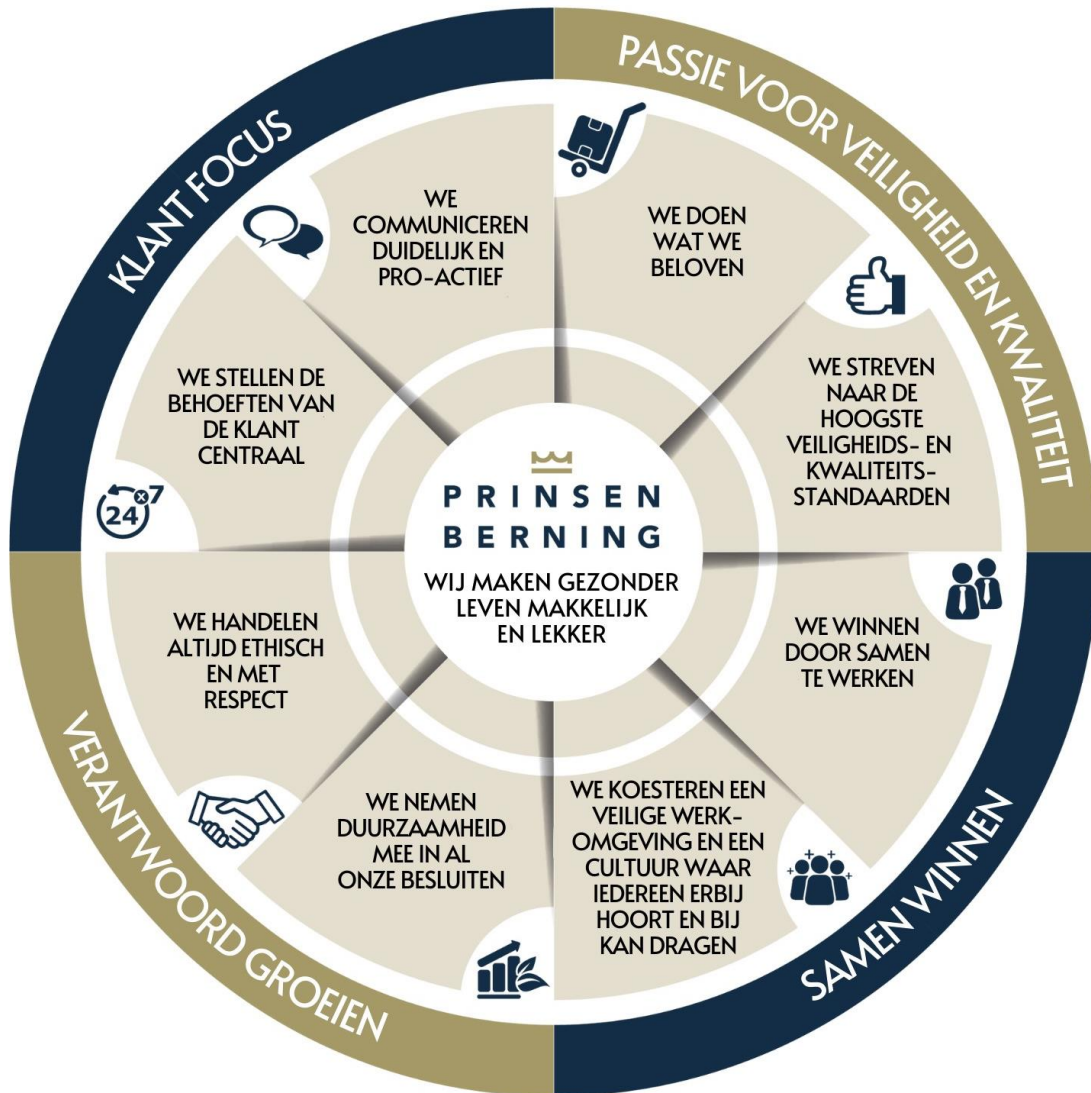 KLANT FOCUS
PASSIE VOOR VEILIGHEID EN KWALITEIT
WE
COMMUNICEREN
DUIDELIJK EN
PRO-ACTIEF
WE DOEN
WAT WE
BELOVEN
WE STELLEN DE
BEHOEFTEN VAN
DE KLANT
CENTRAAL
WE STREVEN
NAAR DE
HOOGSTE
VEILIGHEIDS- EN
KWALITEITS-
STANDAARDEN
24 x7
PRINSEN
BERNING
WIJ MAKEN GEZONDER
LEVEN MAKKELIJK
EN LEKKER
WE HANDELEN
ALTIJD ETHISCH
EN MET
RESPECT
WE WINNEN
DOOR SAMEN
TE WERKEN
WE NEMEN
DUURZAAMHEID
MEE IN AL
ONZE BESLUITEN
WE KOESTEREN EEN
VEILIGE WERK-
OMGEVING EN EEN
CULTUUR WAAR
IEDEREEN ERBIJ
HOORT EN BIJ
KAN DRAGEN
VERANTWOORD GROEIEN
SAMEN WINNEN